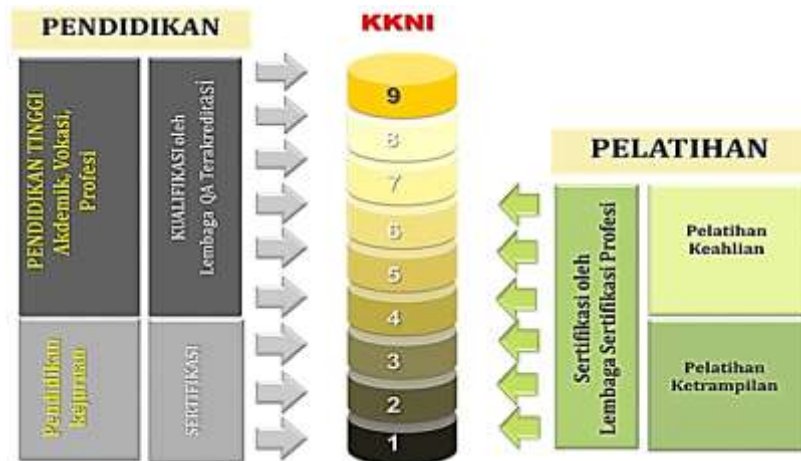 PENDIDIKAN
KKNI
PENDIDIKAN TINGGI
Akdemik, Vokasi,
Profesi
KUALIFIKASI oleh
Lembaga QA Terakreditasi
Pendidikan
kejuruan
SERTIFIKASI
9
8
7
6
5
4
3
2
1
PELATIHAN
Sertifikasi oleh
Lembaga Sertifikasi Profesi
Pelatihan
Keahlian
Pelatihan
Ketrampilan